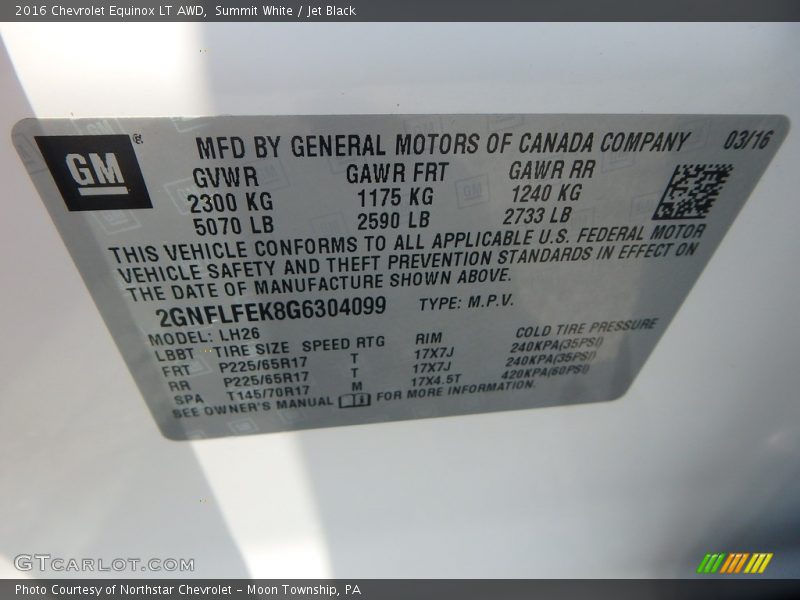 2016 Chevrolet Equinox LT AWD, Summit White / Jet Black
GM
MFD BY GENERAL MOTORS OF CANADA COMPANY 03/16
GVWR GAWR FRT GAWR RR
2300 KG 1175 KG 1240 KG
5070 LB 2590 LB 2733 LB
THIS VEHICLE CONFORMS TO ALL APPLICABLE U.S. FEDERAL MOTOR
VEHICLE SAFETY AND THEFT PREVENTION STANDARDS IN EFFECT ON
THE DATE OF MANUFACTURE SHOWN ABOVE.
2GNFLFEK8G6304099 TYPE: M.P.V.
MODEL: LH26
LBBT TIRE SIZE SPEED RTG RIM COLD TIRE PRESSURE
FRT P225/65R17 T 17X7J 240KPA(35PSI)
RR P225/65R17 T 17X7J 240KPA(35PSI)
SPA T145/70R17 M 17X4.5T 420KPA(60PSI)
SEE OWNER'S MANUAL FOR MORE INFORMATION.
GTCARLOT.COM
Photo Courtesy of Northstar Chevrolet – Moon Township, PA